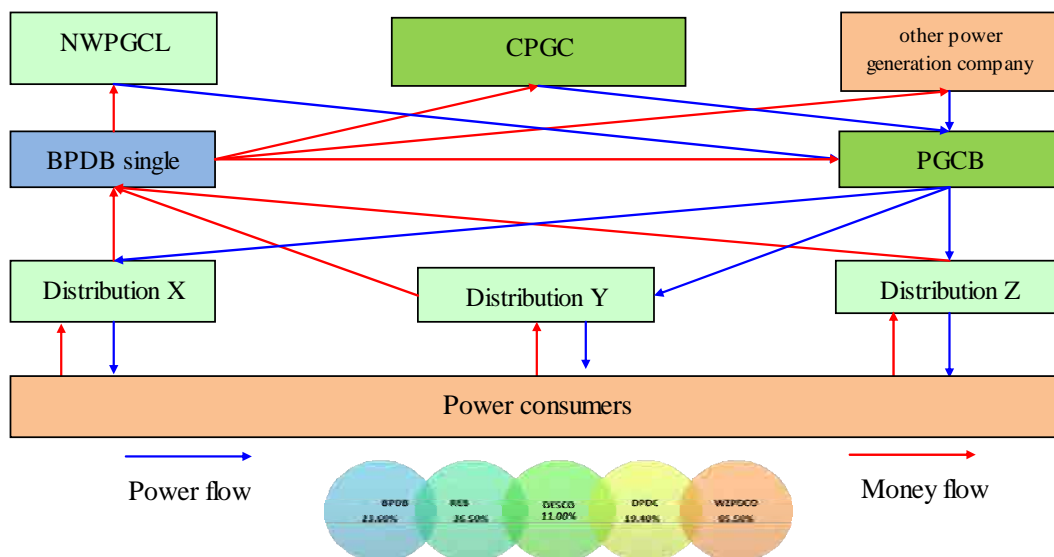 NWPGCL
CPGC
other power
generation company
BPDB single
PGCB
Distribution X
Distribution Y
Distribution Z
Power consumers
Power flow
Money flow
BPDB
REB
DESCO
11.00%
DPDC
19.40%
WZPDCO